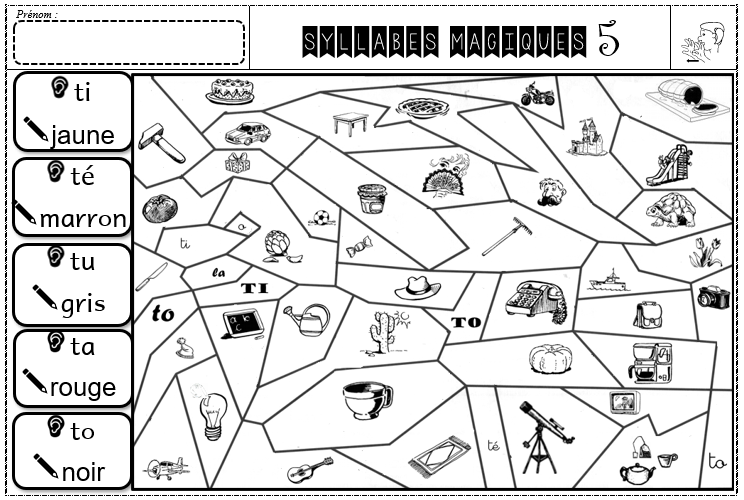 Prénom :
SYLLABES MAGIQUES 5
ti
jaune
té
marron
tu
gris
ta
rouge
to
noir
ti
a
la
TI
to
TO
té
to